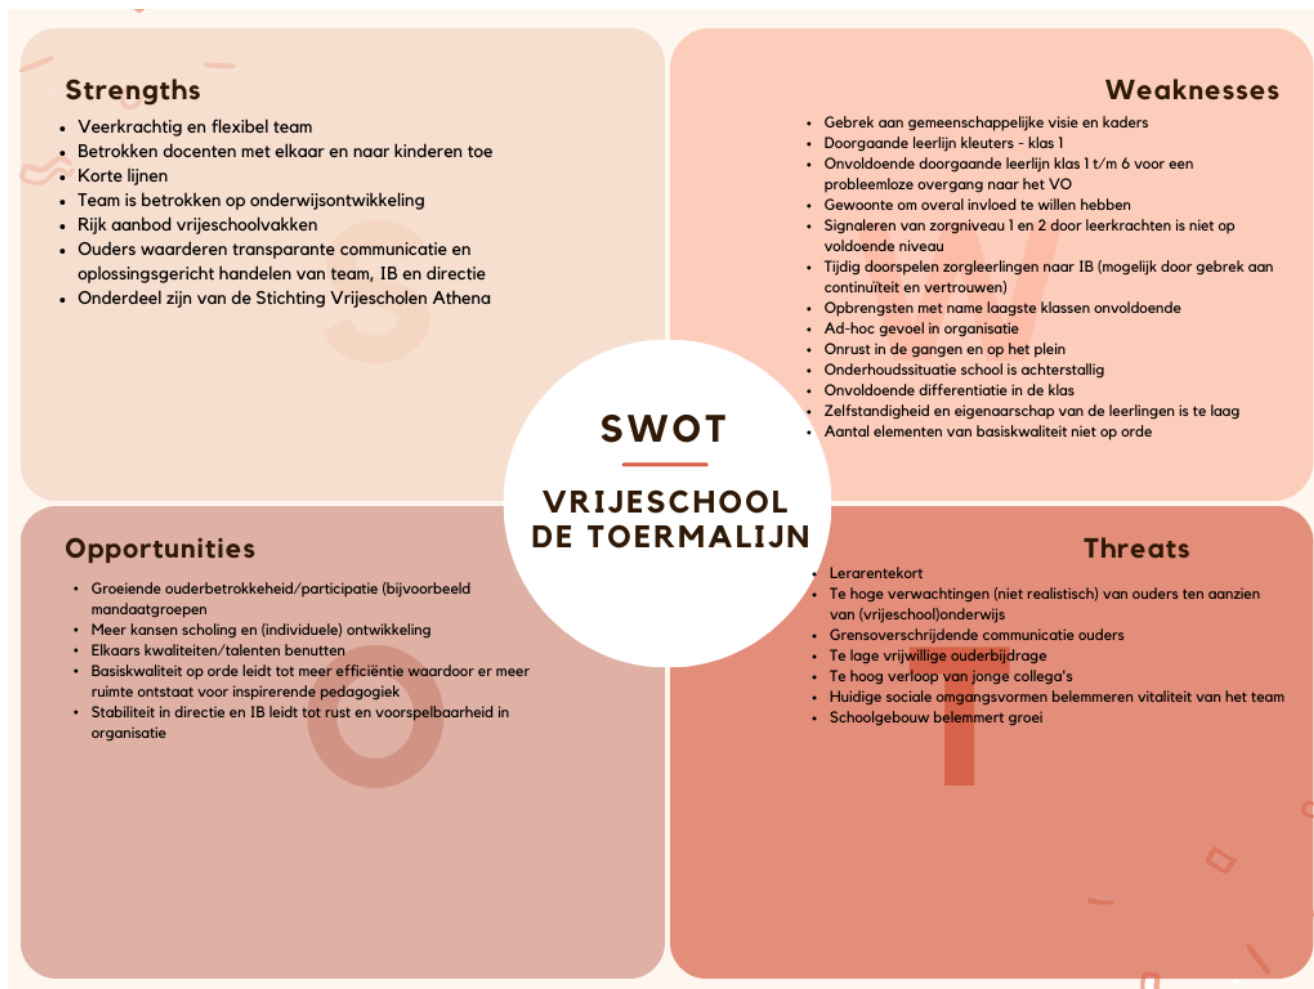 Strengths
• Veerkrachtig en flexibel team
• Betrokken docenten met elkaar en naar kinderen toe
• Korte lijnen
• Team is betrokken op onderwijsontwikkeling
• Rijk aanbod vrijeschoolvakken
• Ouders waarderen transparante communicatie en
oplossingsgericht handelen van team, IB en directie
• Onderdeel zijn van de Stichting Vrijescholen Athena
S
Weaknesses
• Gebrek aan gemeenschappelijke visie en kaders
• Doorgaande leerlijn kleuters - klas 1
• Onvoldoende doorgaande leerlijn klas 1 t/m 6 voor een
probleemloze overgang naar het VO
• Gewoonte om overal invloed te willen hebben
• Signaleren van zorgniveau 1 en 2 door leerkrachten is niet op
voldoende niveau
• Tijdig doorspelen zorgleerlingen naar IB (mogelijk door gebrek aan
continuïteit en vertrouwen)
• Opbrengsten met name laagste klassen onvoldoende
• Ad-hoc gevoel in organisatie
• Onrust in de gangen en op het plein
• Onderhoudssituatie school is achterstallig
• Onvoldoende differentiatie in de klas
• Zelfstandigheid en eigenaarschap van de leerlingen is te laag
• Aantal elementen van basiskwaliteit niet op orde
W
SWOT
VRIJESCHOOL
DE TOERMALIJN
Opportunities
• Groeiende ouderbetrokkeheid/participatie (bijvoorbeeld
mandaatgroepen
• Meer kansen scholing en (individuele) ontwikkeling
• Elkaars kwaliteiten/talenten benutten
• Basiskwaliteit op orde leidt tot meer efficiëntie waardoor er meer
ruimte ontstaat voor inspirerende pedagogiek
• Stabiliteit in directie en IB leidt tot rust en voorspelbaarheid in
organisatie
O
Threats
• Lerarentekort
• Te hoge verwachtingen (niet realistisch) van ouders ten aanzien
van (vrijeschool)onderwijs
• Grensoverschrijdende communicatie ouders
• Te lage vrijwillige ouderbijdrage
• Te hoog verloop van jonge collega's
• Huidige sociale omgangsvormen belemmeren vitaliteit van het team
• Schoolgebouw belemmert groei
T